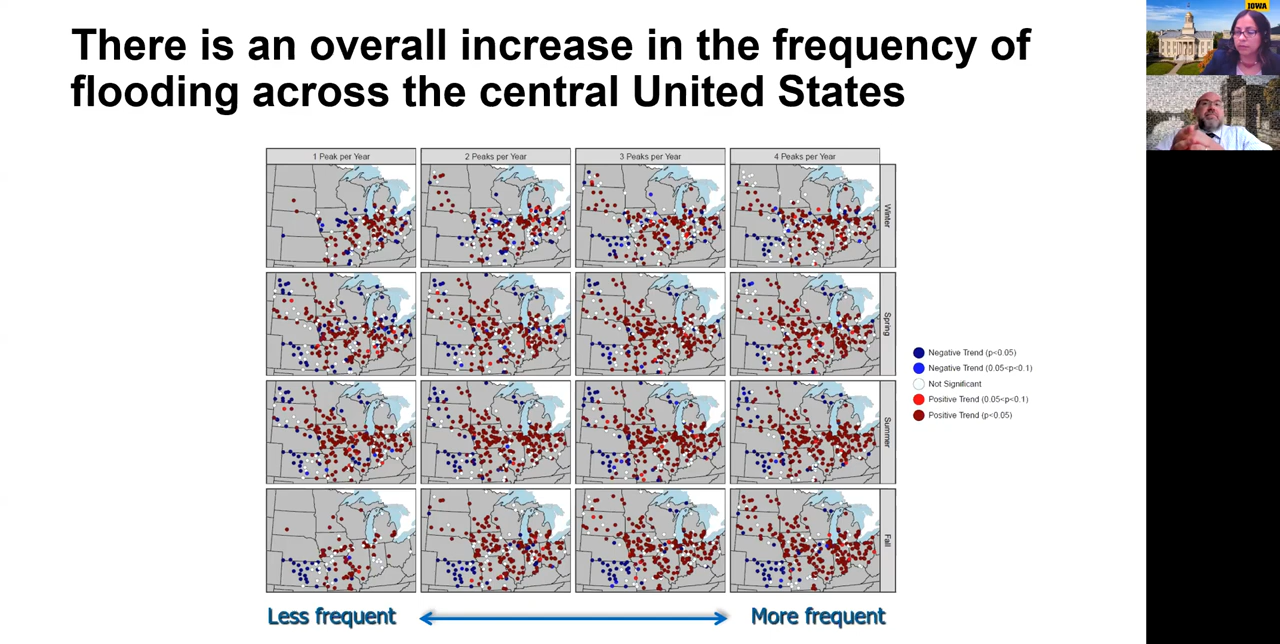 There is an overall increase in the frequency of
flooding across the central United States
IOWA
1 Peak per Year
2 Peaks per Year
3 Peaks per Year
4 Peaks per Year
Winter
Spring
Summer
Fall
Negative Trend (p<0.05)
Negative Trend (0.05<p<0.1)
Not Significant
Positive Trend (0.05<p<0.1)
Positive Trend (p<0.05)
Less frequent
More frequent